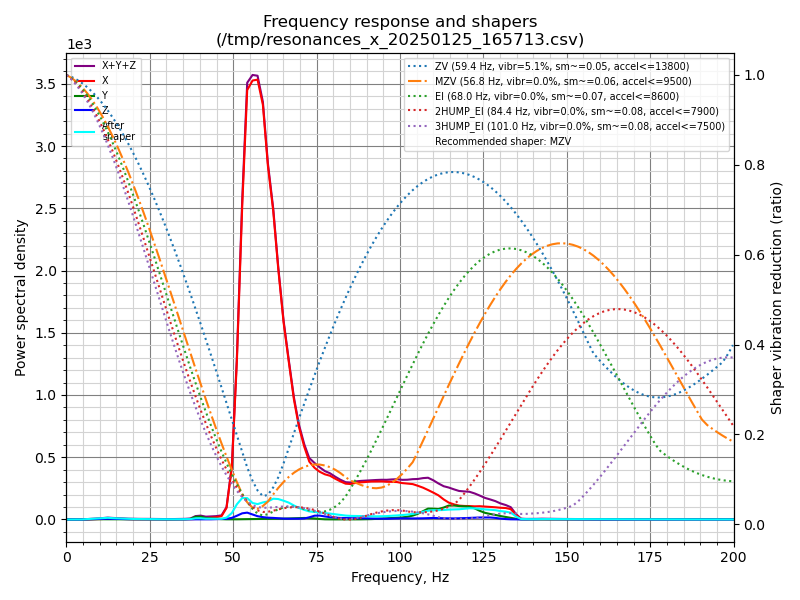 Frequency response and shapers
(/tmp/resonances_x_20250125_165713.csv)
1e3
X+Y+Z
X
Y
Z
After
shaper
ZV (59.4 Hz, vibr=5.1%, sm~=0.05, accel<=13800)
MZV (56.8 Hz, vibr=0.0%, sm~=0.06, accel<=9500)
EI (68.0 Hz, vibr=0.0%, sm~=0.07, accel<=8600)
2HUMP_EI (84.4 Hz, vibr=0.0%, sm~=0.08, accel<=7900)
3HUMP_EI (101.0 Hz, vibr=0.0%, sm~=0.08, accel<=7500)
Recommended shaper: MZV
3.5
3.0
2.5
2.0
1.5
1.0
0.5
0.0
Power spectral density
1.0
0.8
0.6
0.4
0.2
0.0
Shaper vibration reduction (ratio)
0 25 50 75 100 125 150 175 200
Frequency, Hz